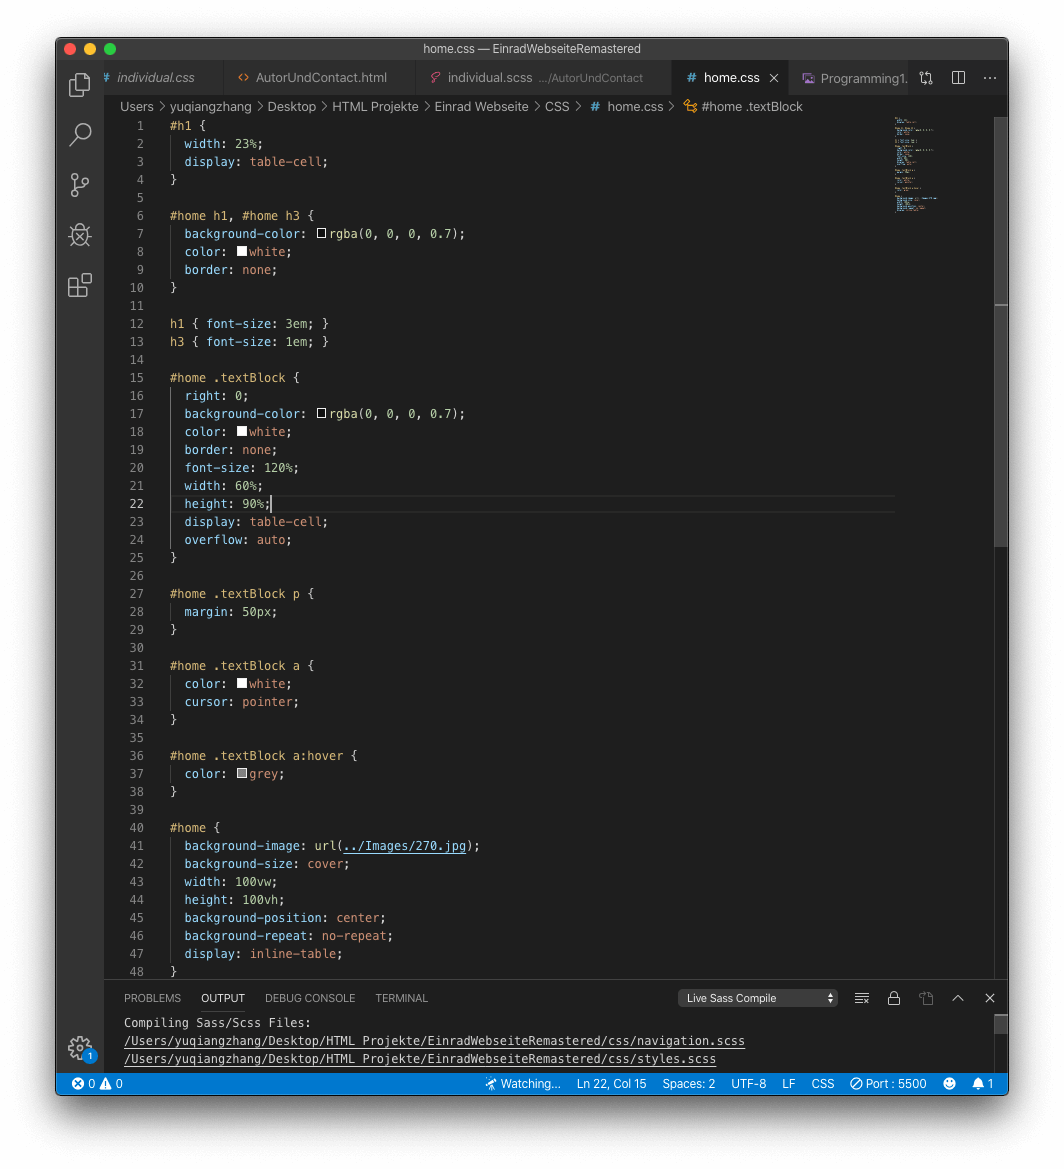 home.css — EinradWebseiteRemastered
# individual.css <> AutorUndContact.html individual.scss .../AutorUndContact # home.css Programming1.
Users > yuqiangzhang > Desktop > HTML Projekte > Einrad Webseite > CSS > # home.css > #home .textBlock
1 #h1 {
2 width: 23%;
3 display: table-cell;
4 }
5
6 #home h1, #home h3 {
7 background-color: rgba(0, 0, 0, 0.7);
8 color: white;
9 border: none;
10 }
11
12 h1 { font-size: 3em; }
13 h3 { font-size: 1em; }
14
15 #home .textBlock {
16 right: 0;
17 background-color: rgba(0, 0, 0, 0.7);
18 color: white;
19 border: none;
20 font-size: 120%;
21 width: 60%;
22 height: 90%;
23 display: table-cell;
24 overflow: auto;
25 }
26
27 #home .textBlock p {
28 margin: 50px;
29 }
30
31 #home .textBlock a {
32 color: white;
33 cursor: pointer;
34 }
35
36 #home .textBlock a:hover {
37 color: grey;
38 }
39
40 #home {
41 background-image: url(../Images/270.jpg);
42 background-size: cover;
43 width: 100vw;
44 height: 100vh;
45 background-position: center;
46 background-repeat: no-repeat;
47 display: inline-table;
48 }
PROBLEMS OUTPUT DEBUG CONSOLE TERMINAL Live Sass Compile
Compiling Sass/Scss Files:
/Users/yuqiangzhang/Desktop/HTML Projekte/EinradWebseiteRemastered/css/navigation.scss
/Users/yuqiangzhang/Desktop/HTML Projekte/EinradWebseiteRemastered/css/styles.scss
1
0 0 Watching... Ln 22, Col 15 Spaces: 2 UTF-8 LF CSS Port : 5500 1